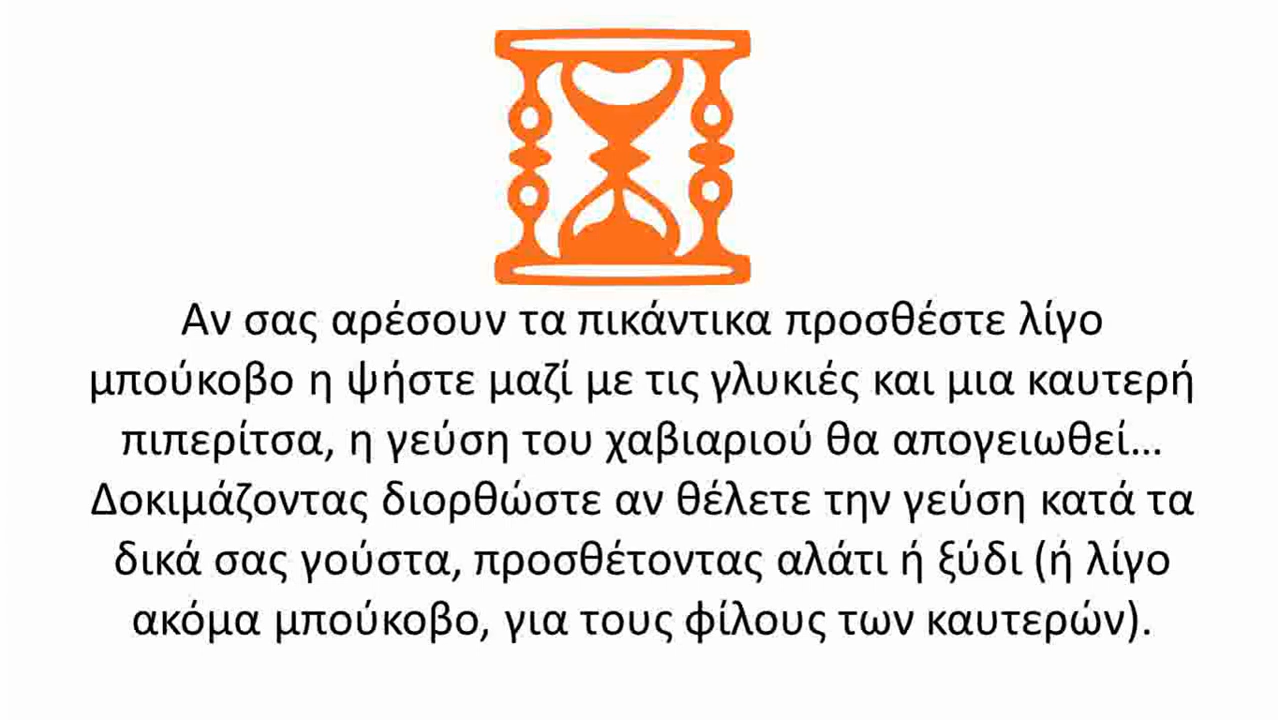 Αν σας αρέσουν τα πικάντικα προσθέστε λίγο
μπούκοβο η ψήστε μαζί με τις γλυκιές και μια καυτερή
πιπερίτσα, η γεύση του χαβιαριού θα απογειωθεί...
Δοκιμάζοντας διορθώστε αν θέλετε την γεύση κατά τα
δικά σας γούστα, προσθέτοντας αλάτι ή ξύδι (ή λίγο
ακόμα μπούκοβο, για τους φίλους των καυτερών).